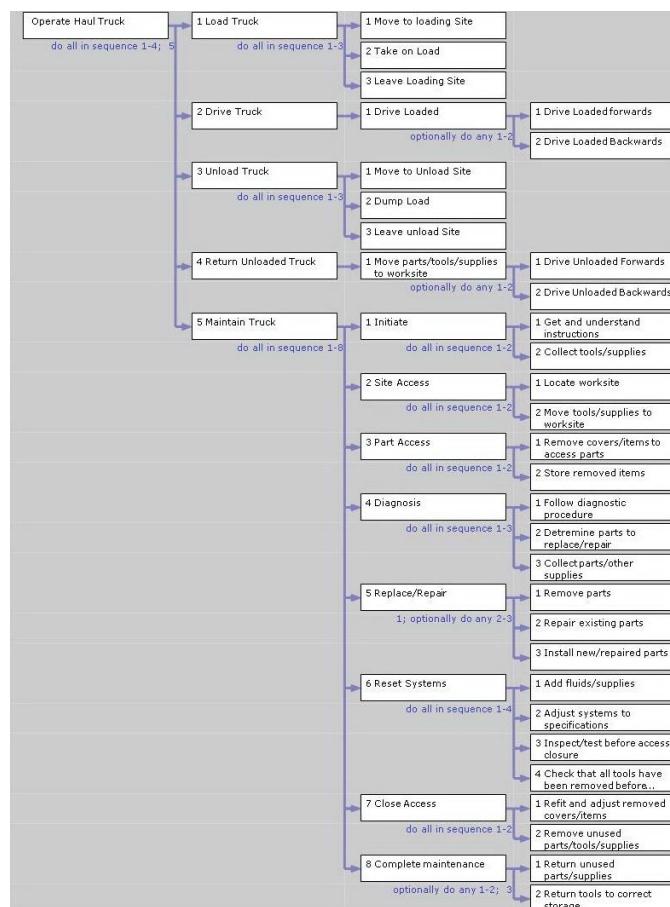 Operate Haul Truck
do all in sequence 1-4; 5
1 Load Truck
do all in sequence 1-3
1 Move to loading Site
2 Take on Load
3 Leave Loading Site
2 Drive Truck
1 Drive Loaded
optionally do any 1-2
1 Drive Loaded forwards
2 Drive Loaded Backwards
3 Unload Truck
do all in sequence 1-3
1 Move to Unload Site
2 Dump Load
3 Leave unload Site
4 Return Unloaded Truck
1 Move parts/tools/supplies
to worksite
optionally do any 1-2
1 Drive Unloaded Forwards
2 Drive Unloaded Backwards
5 Maintain Truck
do all in sequence 1-8
1 Initiate
do all in sequence 1-2
1 Get and understand
instructions
2 Collect tools/supplies
2 Site Access
do all in sequence 1-2
1 Locate worksite
2 Move tools/supplies to
worksite
3 Part Access
do all in sequence 1-2
1 Remove covers/items to
access parts
2 Store removed items
4 Diagnosis
do all in sequence 1-3
1 Follow diagnostic
procedure
2 Detremine parts to
replace/repair
3 Collect parts/other
supplies
5 Replace/Repair
1; optionally do any 2-3
1 Remove parts
2 Repair existing parts
3 Install new/repaired parts
6 Reset Systems
do all in sequence 1-4
1 Add fluids/supplies
2 Adjust systems to
specifications
3 Inspect/test before access
closure
4 Check that all tools have
been removed before...
7 Close Access
do all in sequence 1-2
1 Refit and adjust removed
covers/items
2 Remove unused
parts/tools/supplies
8 Complete maintenance
optionally do any 1-2; 3
1 Return unused
parts/supplies
2 Return tools to correct
storage